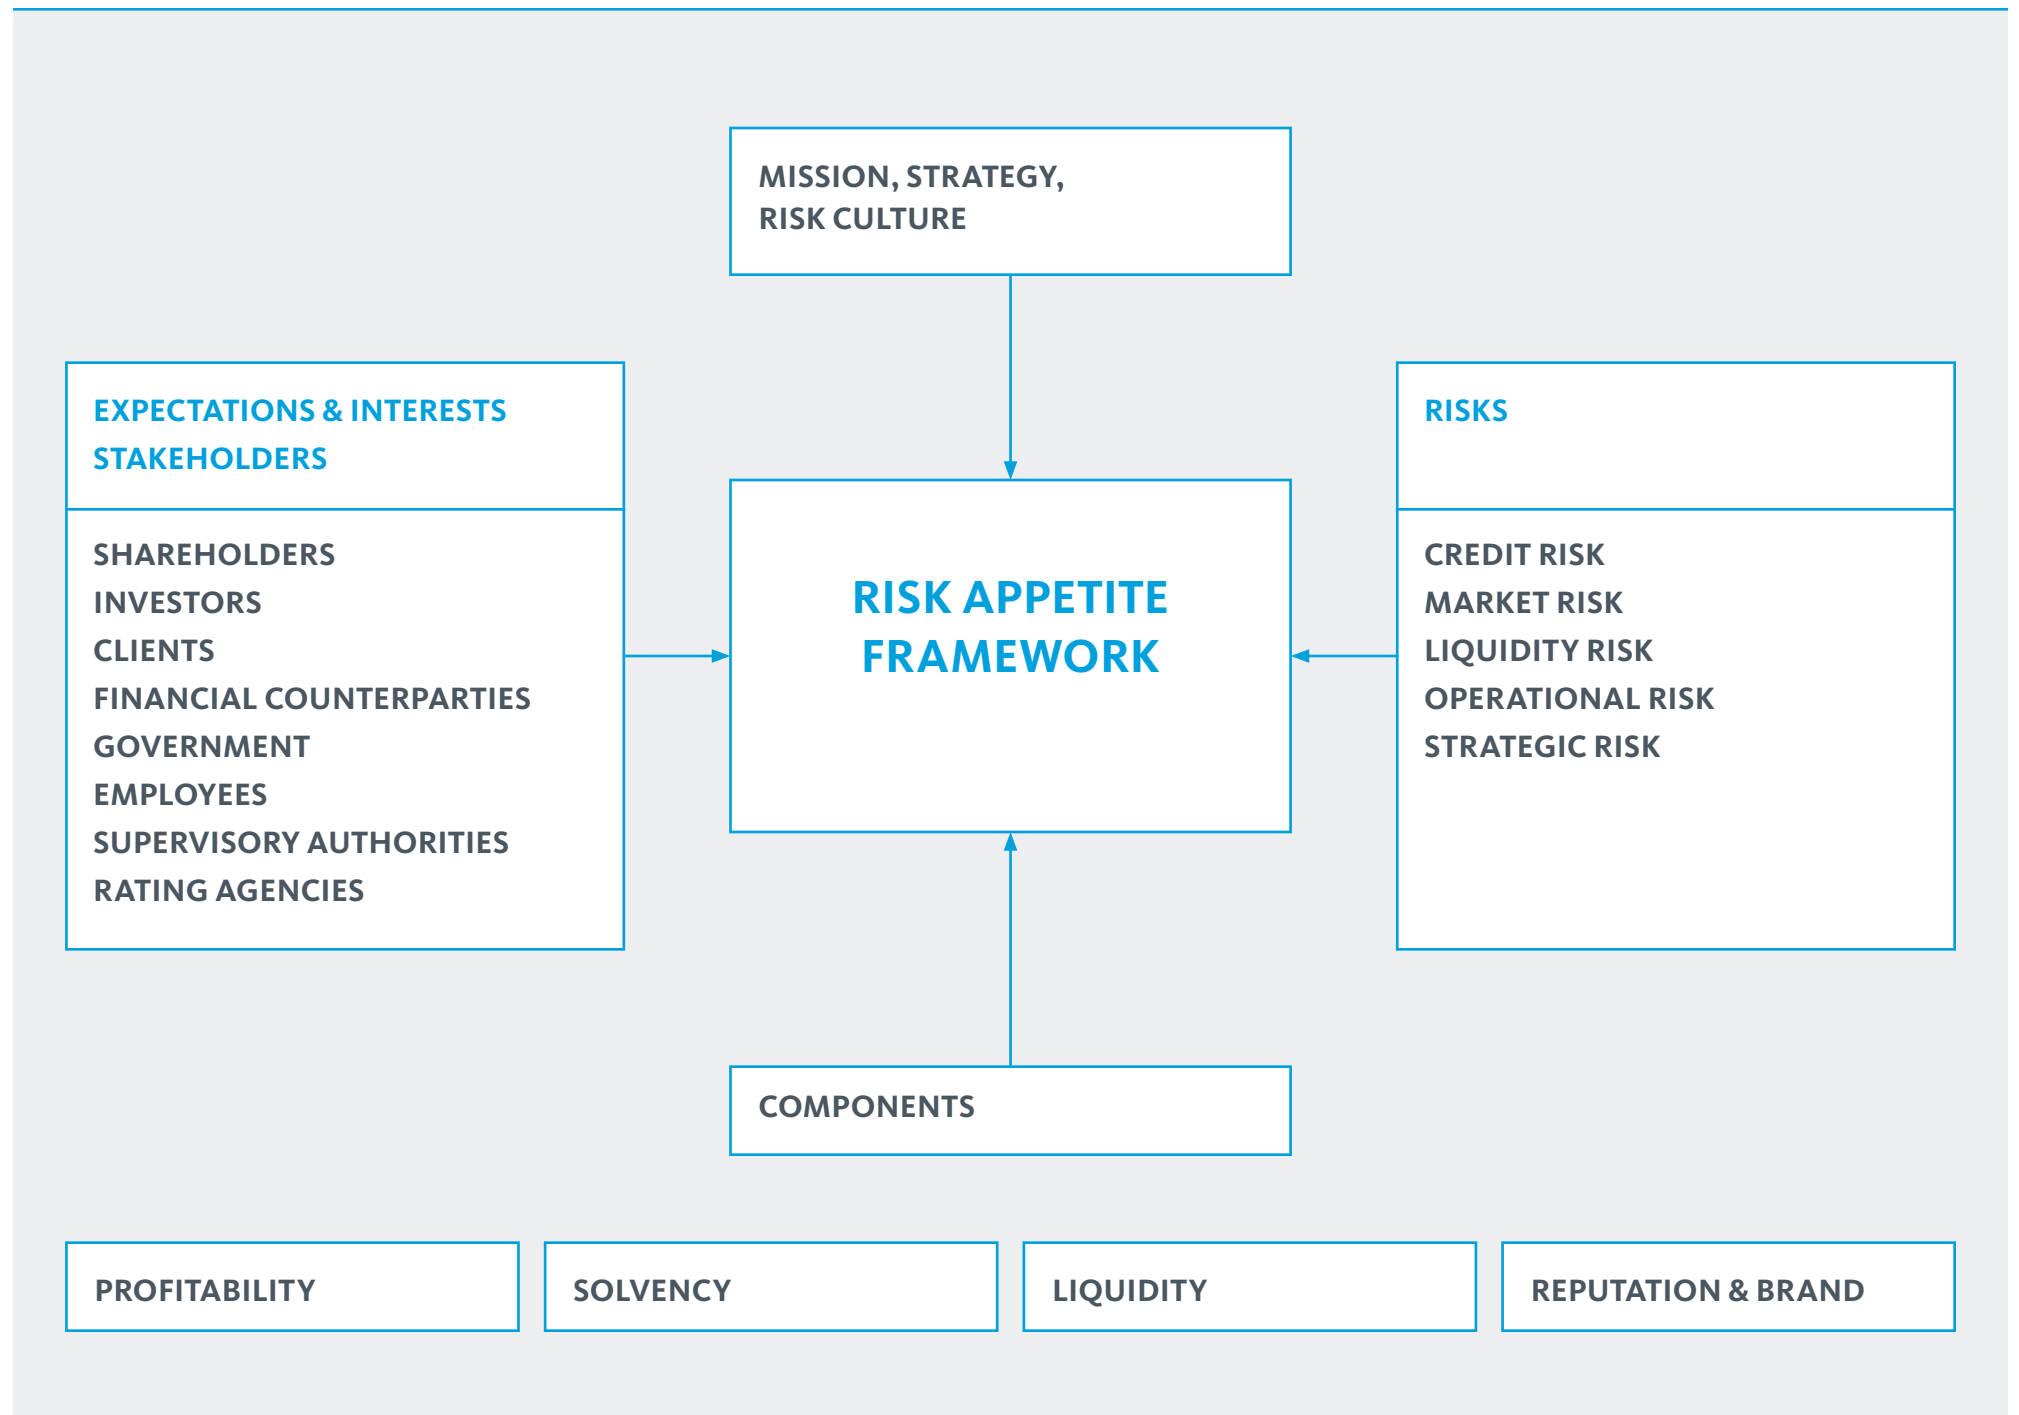 MISSION, STRATEGY,
RISK CULTURE
EXPECTATIONS & INTERESTS
STAKEHOLDERS
SHAREHOLDERS
INVESTORS
CLIENTS
FINANCIAL COUNTERPARTIES
GOVERNMENT
EMPLOYEES
SUPERVISORY AUTHORITIES
RATING AGENCIES
RISK APPETITE
FRAMEWORK
RISKS
CREDIT RISK
MARKET RISK
LIQUIDITY RISK
OPERATIONAL RISK
STRATEGIC RISK
COMPONENTS
PROFITABILITY
SOLVENCY
LIQUIDITY
REPUTATION & BRAND